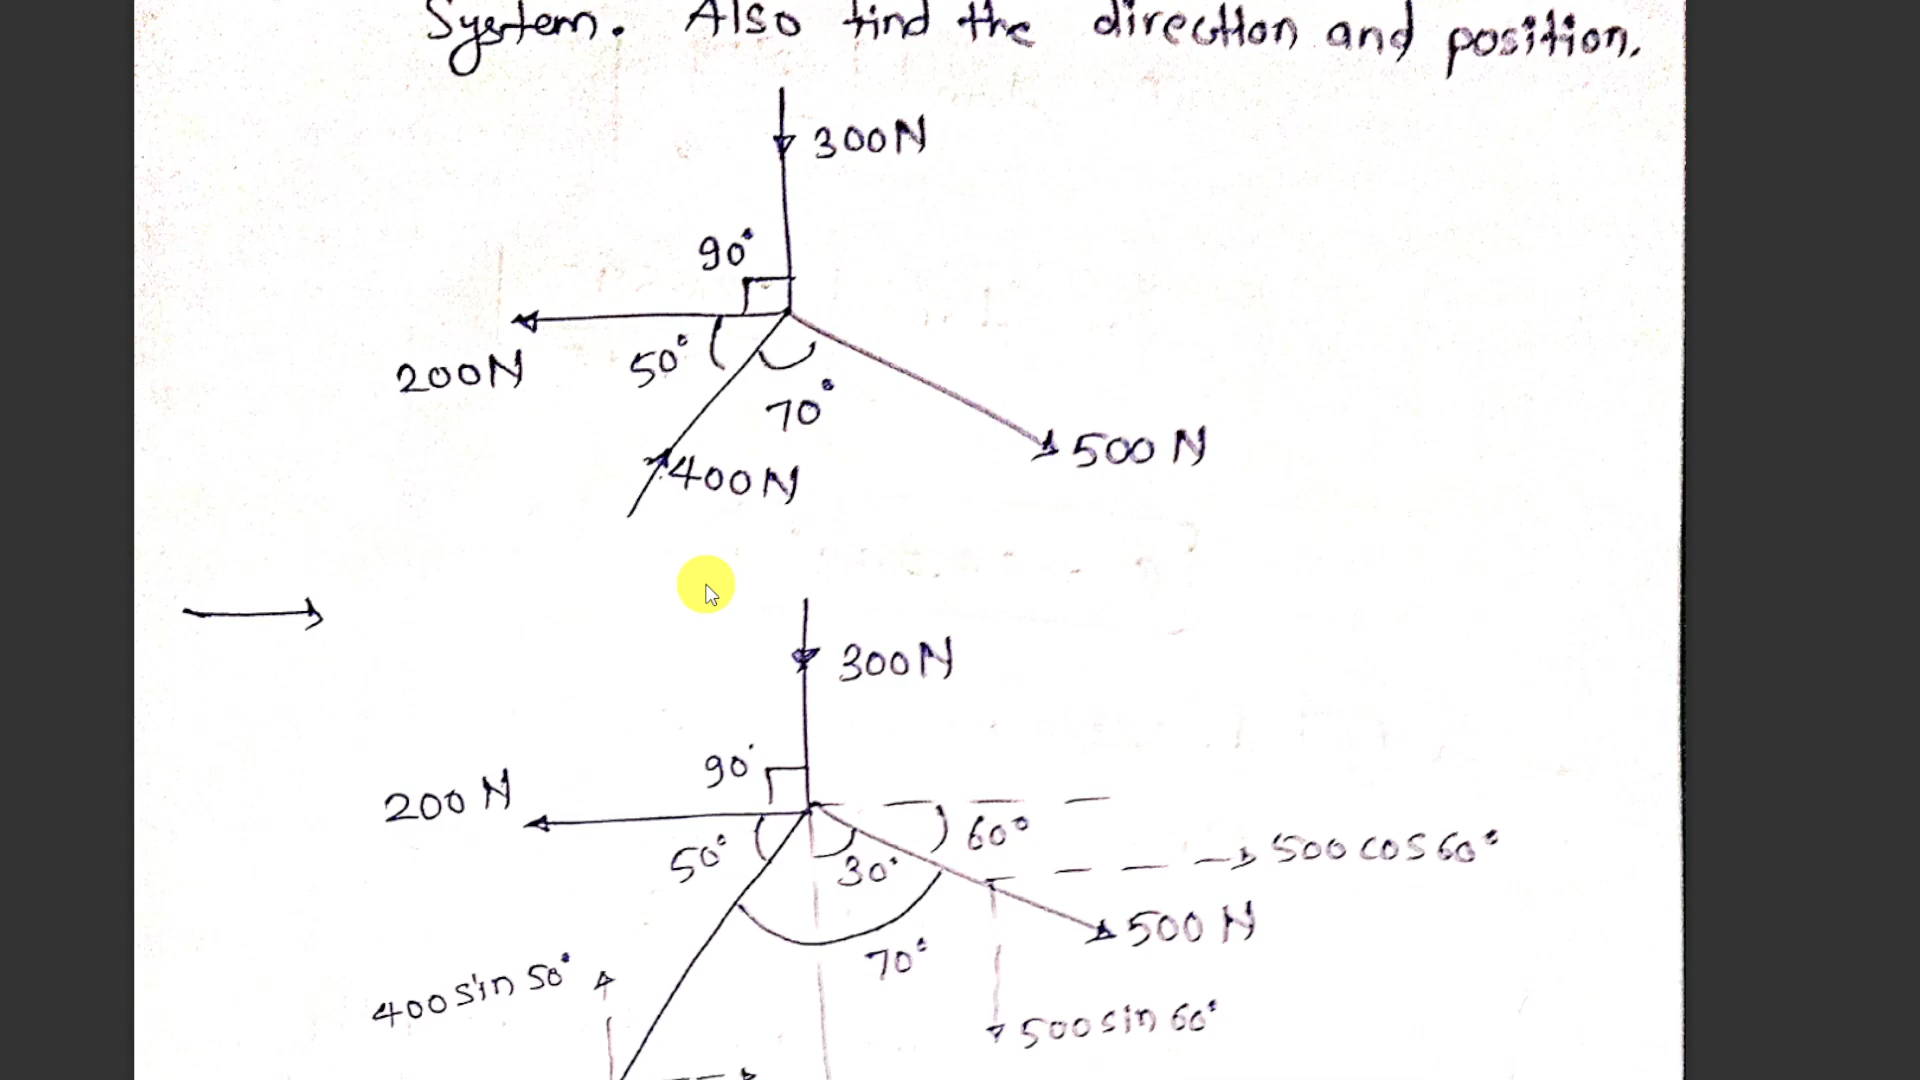 System. Also find the direction and position.
300N
90°
200N
50°
70°
400N
500 N
300N
90°
200 N
60°
50°
30°
500 cos 60°
500 N
70°
400 sin 50°
500 sin 60°